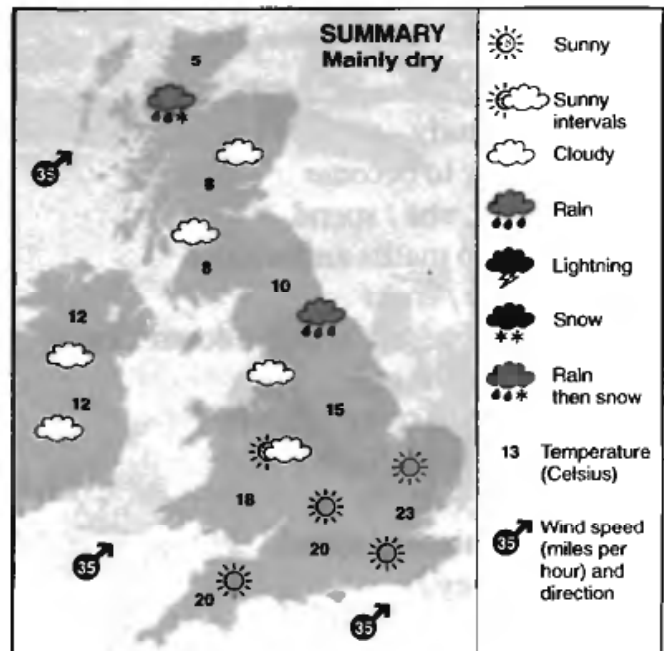 SUMMARY
Mainly dry
5
35
8
8
10
12
12
15
18
23
20
20
35
35
Sunny
Sunny
intervals
Cloudy
Rain
Lightning
Snow
Rain
then snow
13 Temperature
(Celsius)
35 Wind speed
(miles per
hour) and
direction